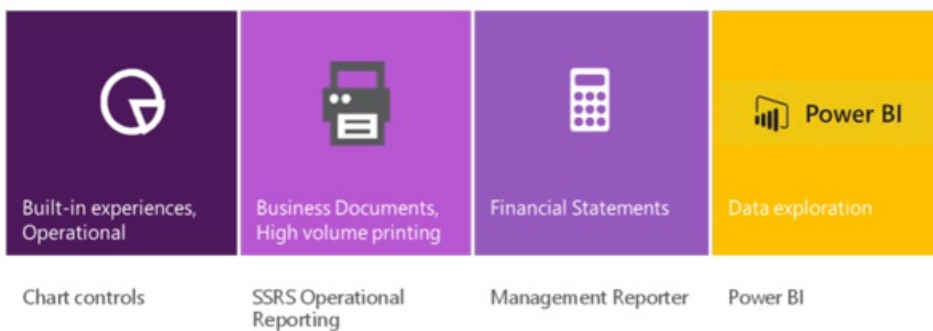 Power BI
Built-in experiences,
Operational
Business Documents,
High volume printing
Financial Statements
Data exploration
Chart controls
SSRS Operational
Reporting
Management Reporter
Power BI